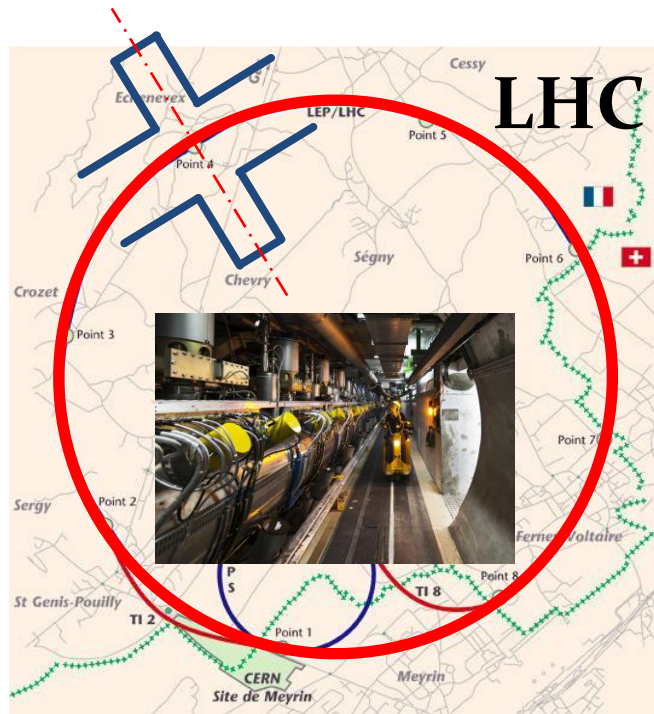 Cessy
LHC
Echenevex
G
LEP/LHC
Point 5
Point 4
Point 6
Ségny
Chevry
Crozet
Point 3
Point 7
Point 2
Sergy
Ferney Voltaire
P
S
Point 8
TI 8
St Genis-Pouilly
TI 2
Point 1
CERN
Site de Meyrin
Meyrin